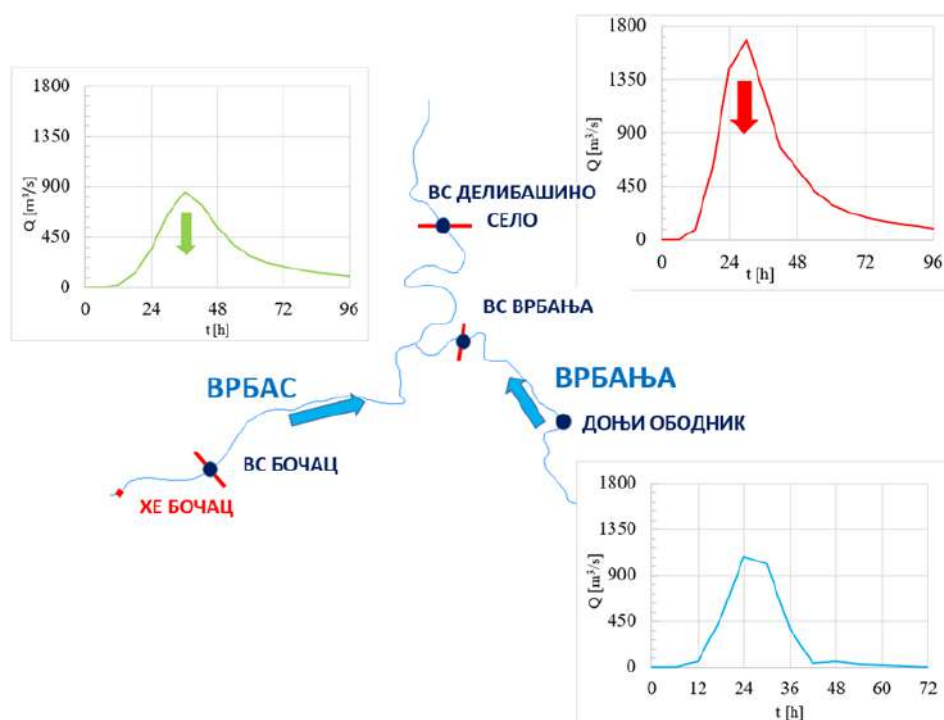 1800
1350
900
450
0
Q [m³/s]
0 24 48 72 96
t [h]
1800
1350
900
450
0
Q [m³/s]
0 24 48 72 96
t [h]
ВС ДЕЛИБАШИНО
СЕЛО
ВС ВРБАЊА
ВРБАС
ВРБАЊА
ДОЊИ ОБОДНИК
ВС БОЧАЦ
ХЕ БОЧАЦ
1800
1350
900
450
0
Q [m³/s]
0 12 24 36 48 60 72
t [h]